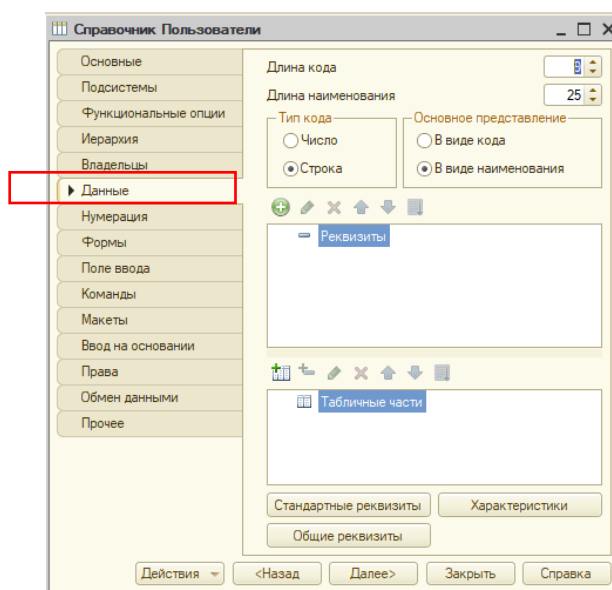 Справочник Пользователи
Основные
Подсистемы
Функциональные опции
Иерархия
Владельцы
Данные
Нумерация
Формы
Поле ввода
Команды
Макеты
Ввод на основании
Права
Обмен данными
Прочее
Длина кода 9
Длина наименования 25
Тип кода
Число
Строка
Основное представление
В виде кода
В виде наименования
Реквизиты
Табличные части
Стандартные реквизиты Характеристики
Общие реквизиты
Действия <Назад Далее> Закрыть Справка